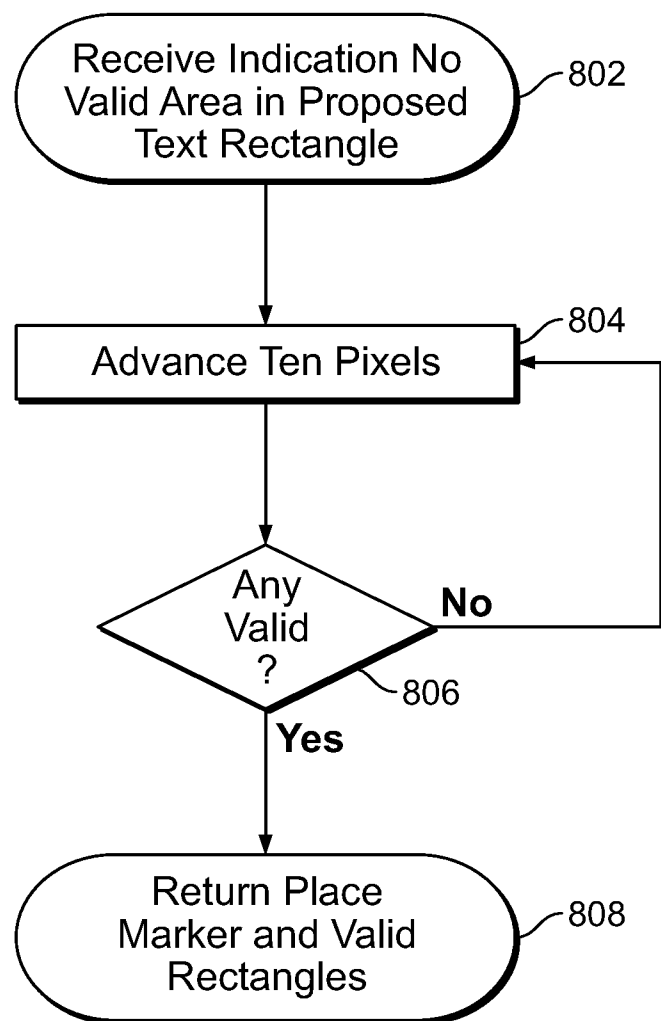 Receive Indication No
Valid Area in Proposed
Text Rectangle
802
804
Advance Ten Pixels
Any
Valid
?
No
806
Yes
Return Place
Marker and Valid
Rectangles
808